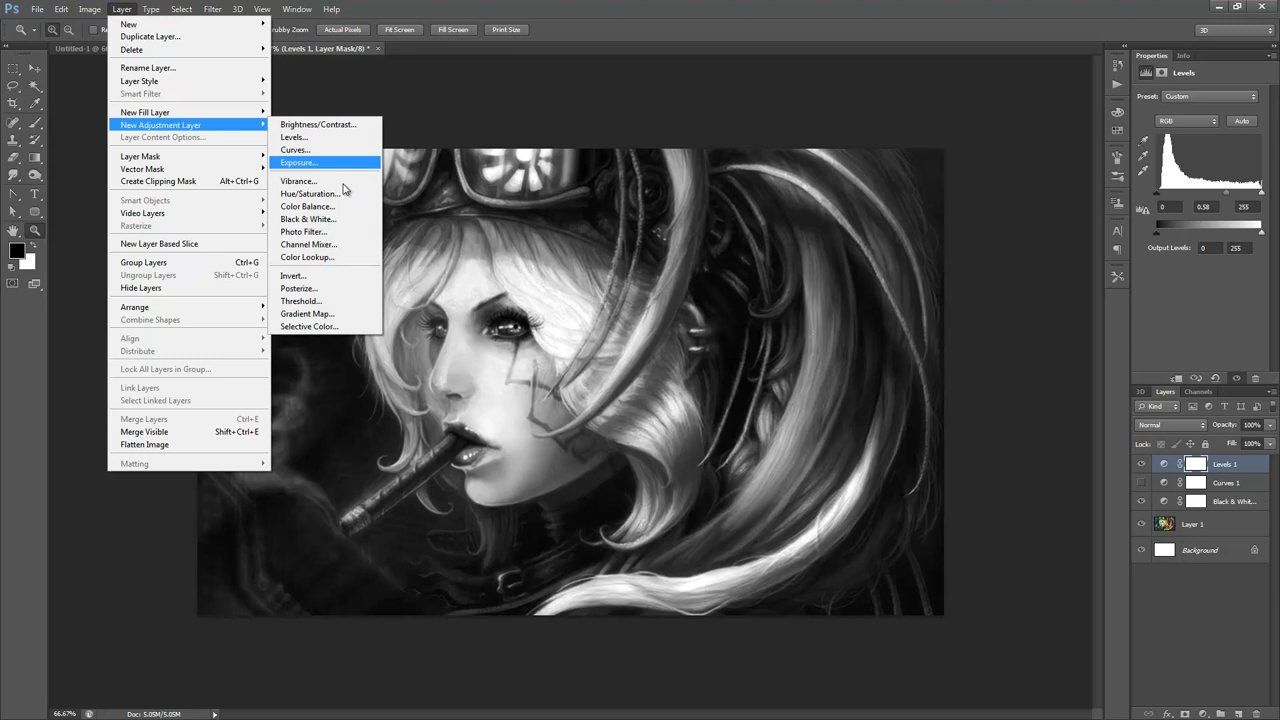 Ps File Edit Image Layer Type Select Filter 3D View Window Help
Scrubby Zoom Actual Pixels Fit Screen Fill Screen Print Size 3D
Untitled-1 @ % (Levels 1, Layer Mask/8) * ×
New
Duplicate Layer...
Delete
Rename Layer...
Layer Style
Smart Filter
New Fill Layer
New Adjustment Layer
Layer Content Options...
Layer Mask
Vector Mask
Create Clipping Mask Alt+Ctrl+G
Smart Objects
Video Layers
Rasterize
New Layer Based Slice
Group Layers Ctrl+G
Ungroup Layers Shift+Ctrl+G
Hide Layers
Arrange
Combine Shapes
Align
Distribute
Lock All Layers in Group...
Link Layers
Select Linked Layers
Merge Layers Ctrl+E
Merge Visible Shift+Ctrl+E
Flatten Image
Matting
Brightness/Contrast...
Levels...
Curves...
Exposure...
Vibrance...
Hue/Saturation...
Color Balance...
Black & White...
Photo Filter...
Channel Mixer...
Color Lookup...
Invert...
Posterize...
Threshold...
Gradient Map...
Selective Color...
Properties Info
Levels
Preset: Custom
RGB Auto
0 0.58 255
Output Levels: 0 255
3D Layers Channels
Kind
Normal Opacity: 100%
Lock: Fill: 100%
Levels 1
Curves 1
Black & Whit...
Layer 1
Background
66.67% Doc: 5.05M/5.05M